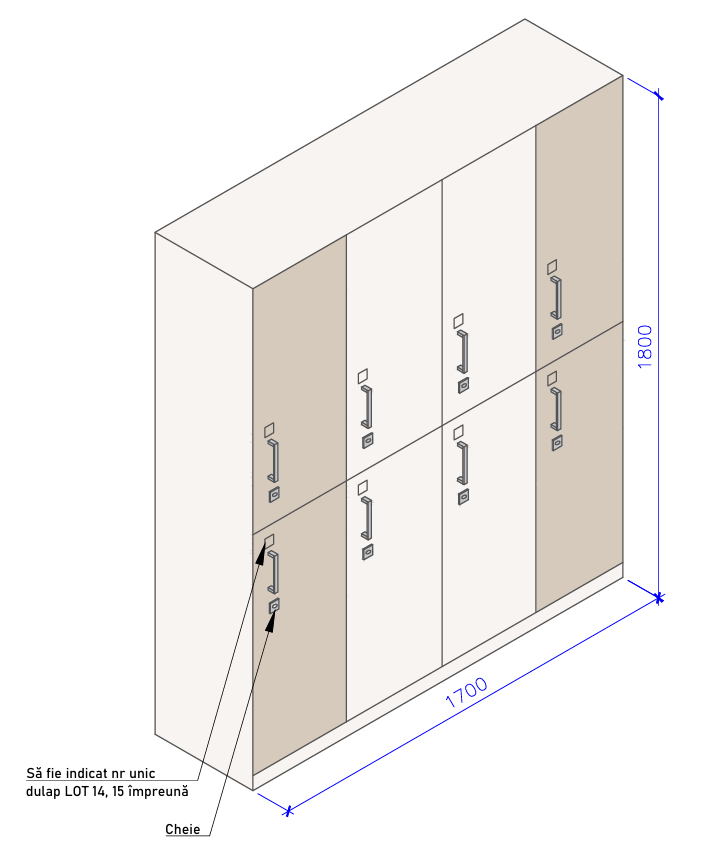 1800
1700
Să fie indicat nr unic
dulap LOT 14, 15 împreună
Cheie